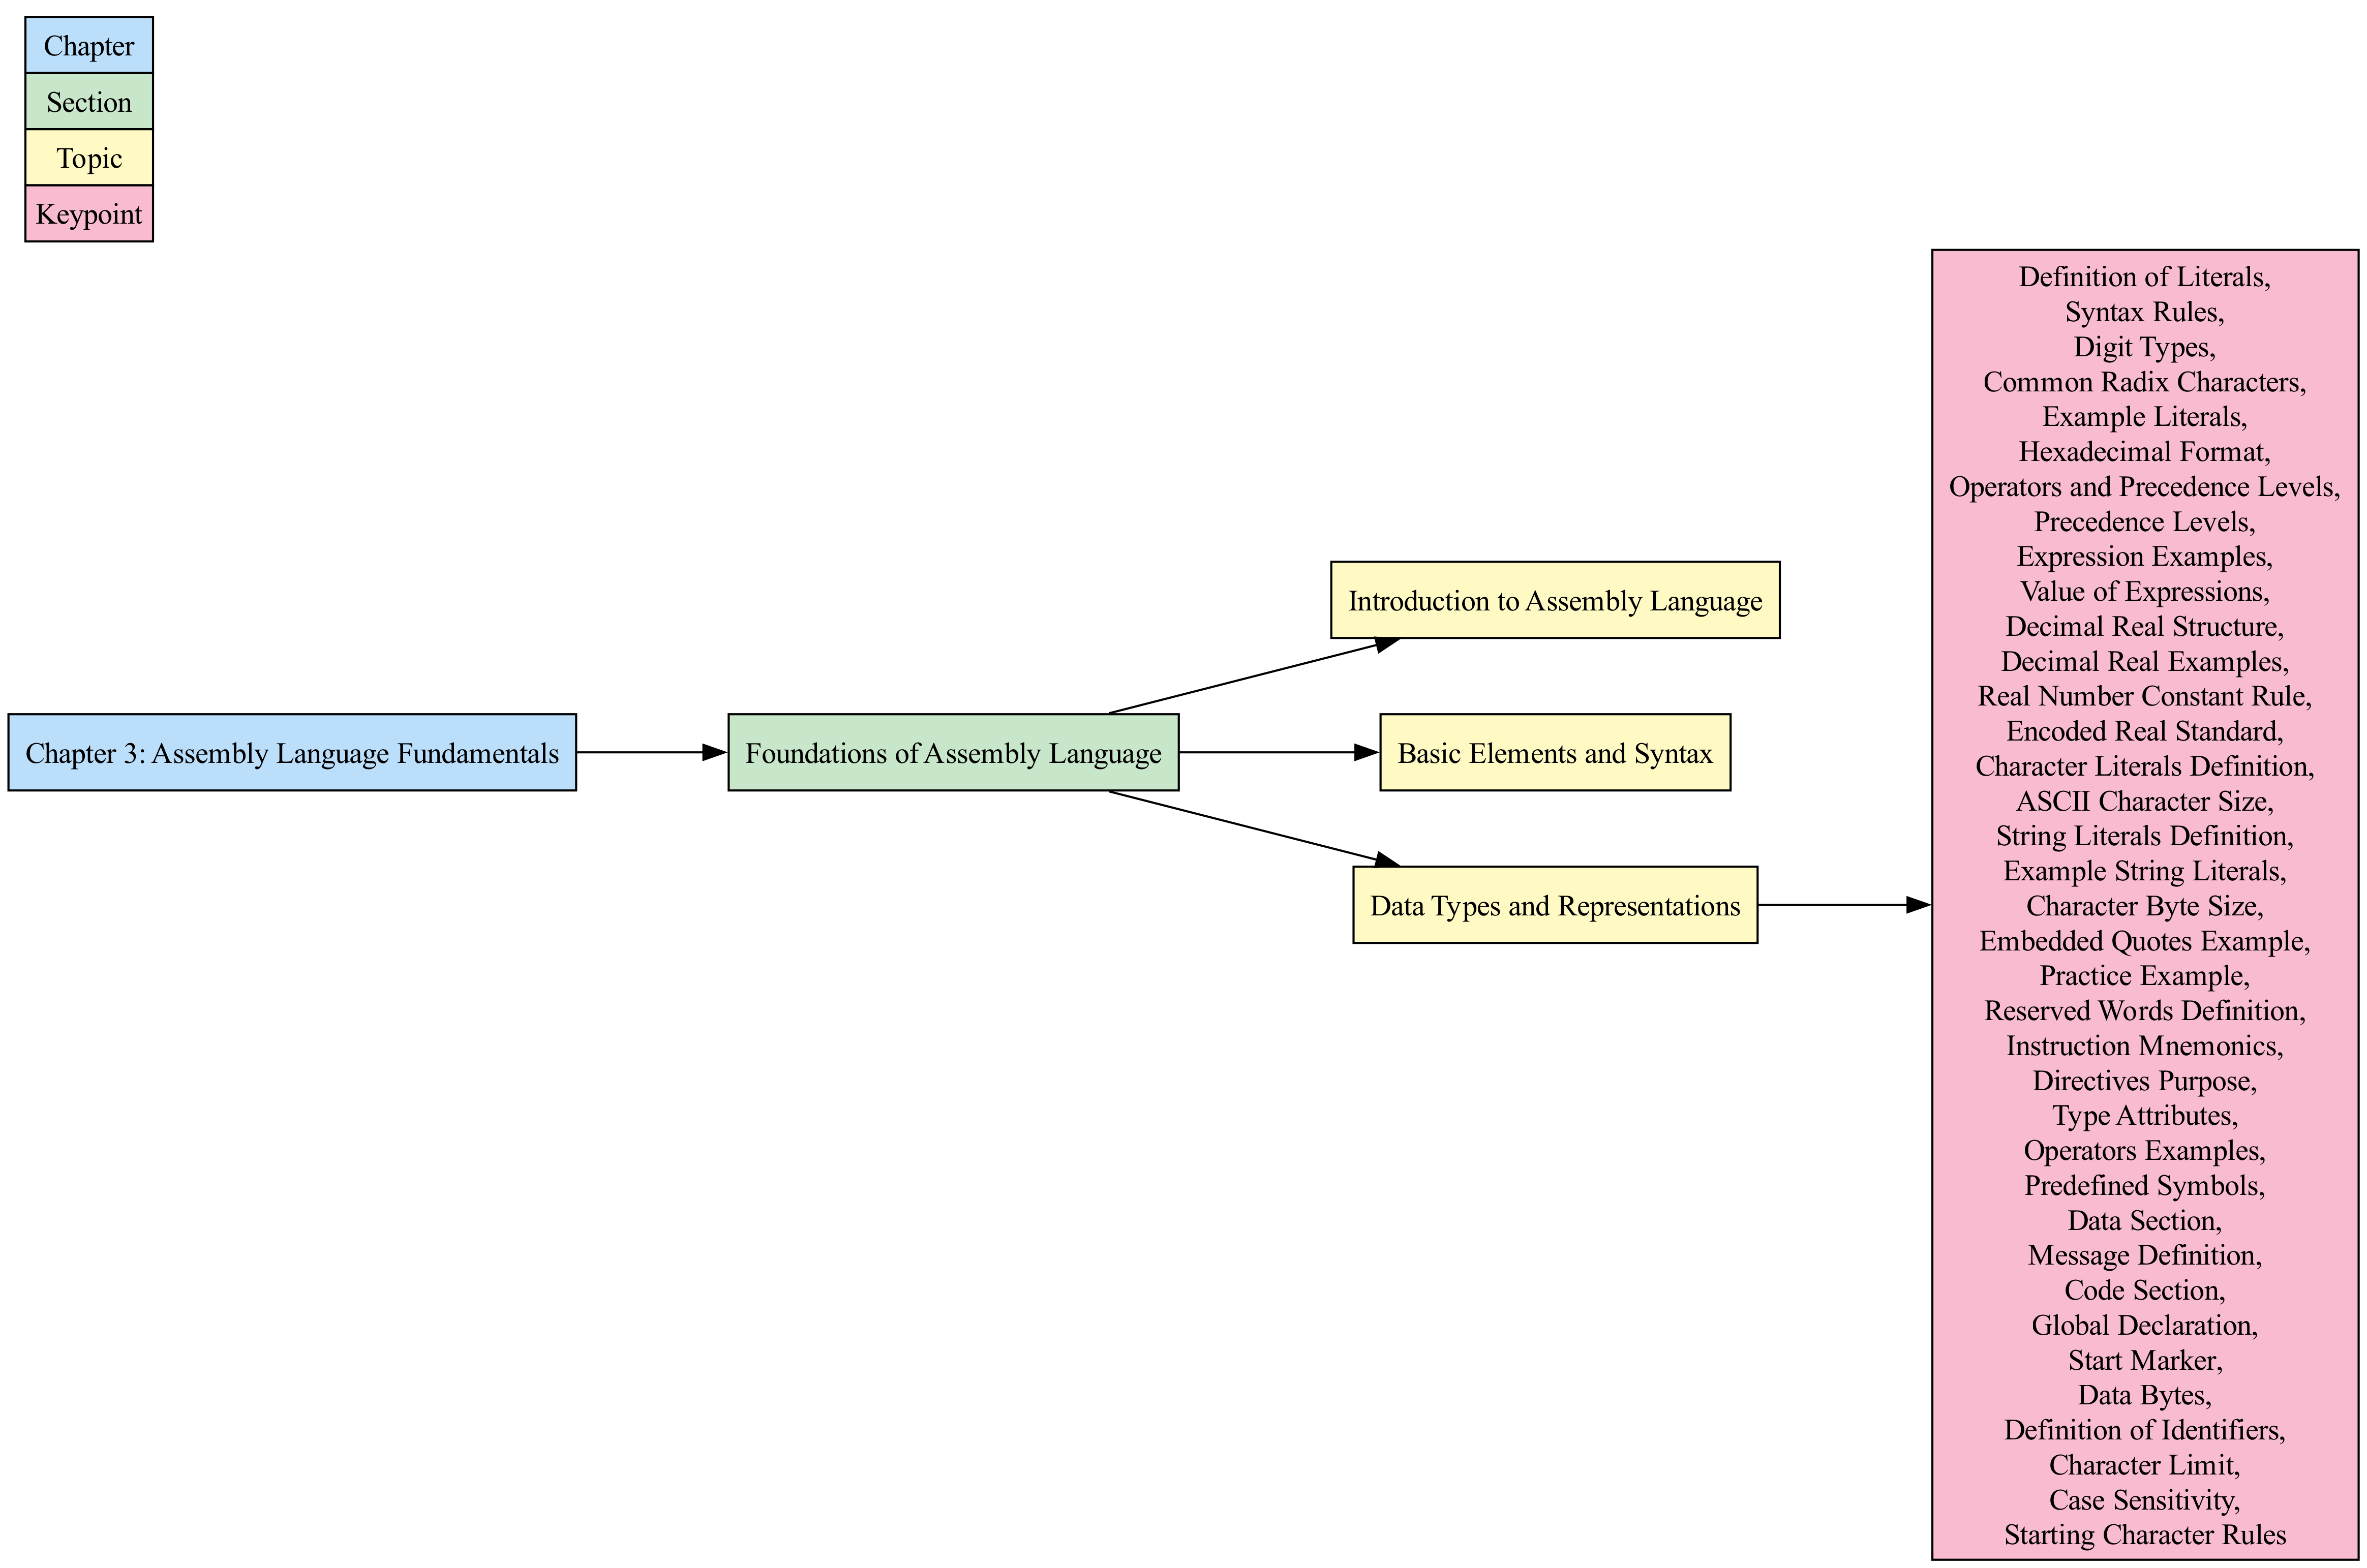 Chapter
Section
Topic
Keypoint
Chapter 3: Assembly Language Fundamentals
Foundations of Assembly Language
Introduction to Assembly Language
Basic Elements and Syntax
Data Types and Representations
Definition of Literals,
Syntax Rules,
Digit Types,
Common Radix Characters,
Example Literals,
Hexadecimal Format,
Operators and Precedence Levels,
Precedence Levels,
Expression Examples,
Value of Expressions,
Decimal Real Structure,
Decimal Real Examples,
Real Number Constant Rule,
Encoded Real Standard,
Character Literals Definition,
ASCII Character Size,
String Literals Definition,
Example String Literals,
Character Byte Size,
Embedded Quotes Example,
Practice Example,
Reserved Words Definition,
Instruction Mnemonics,
Directives Purpose,
Type Attributes,
Operators Examples,
Predefined Symbols,
Data Section,
Message Definition,
Code Section,
Global Declaration,
Start Marker,
Data Bytes,
Definition of Identifiers,
Character Limit,
Case Sensitivity,
Starting Character Rules